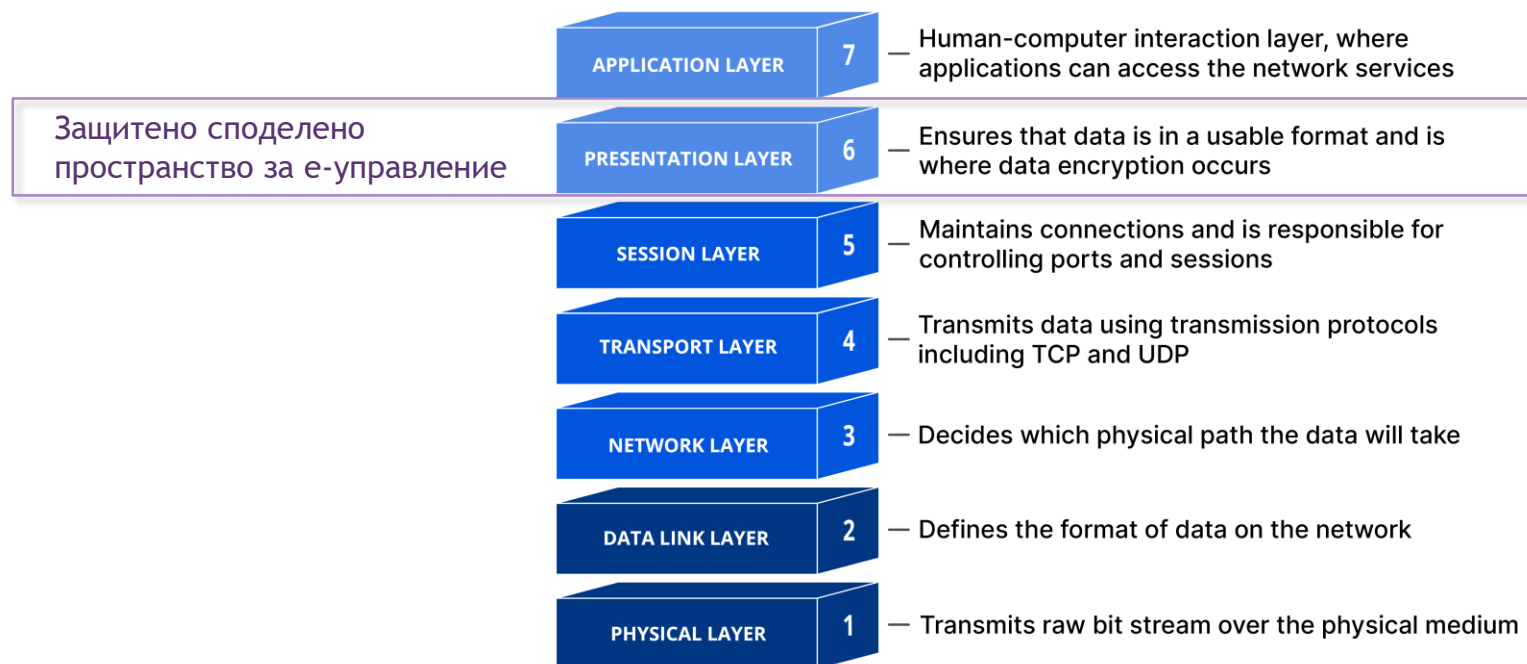 APPLICATION LAYER
7
Human-computer interaction layer, where
applications can access the network services
Защитено споделено
пространство за е-управление
PRESENTATION LAYER
6
Ensures that data is in a usable format and is
where data encryption occurs
SESSION LAYER
5
Maintains connections and is responsible for
controlling ports and sessions
TRANSPORT LAYER
4
Transmits data using transmission protocols
including TCP and UDP
NETWORK LAYER
3
Decides which physical path the data will take
DATA LINK LAYER
2
Defines the format of data on the network
PHYSICAL LAYER
1
Transmits raw bit stream over the physical medium